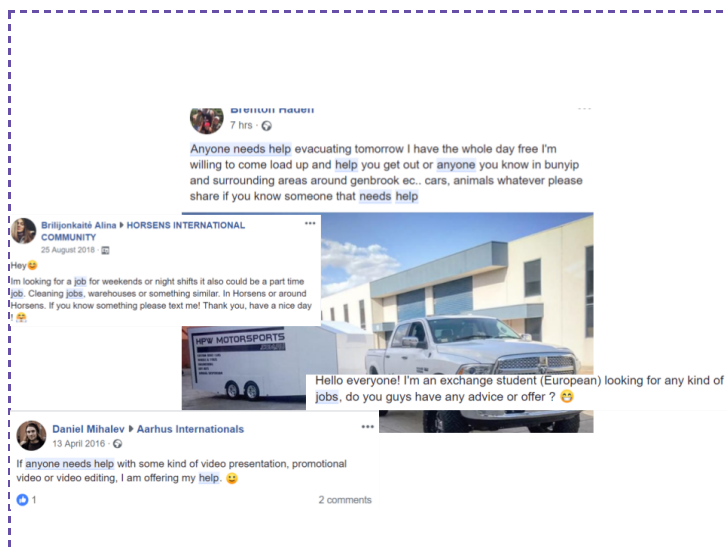 7 hrs ·
Anyone needs help evacuating tomorrow I have the whole day free I'm
willing to come load up and help you get out or anyone you know in bunyip
and surrounding areas around genbrook ec.. cars, animals whatever please
share if you know someone that needs help
Brilijonkaité Alina HORSENS INTERNATIONAL
COMMUNITY
25 August 2018 ·
Hey😀
Im looking for a job for weekends or night shifts it also could be a part time
job. Cleaning jobs, warehouses or something similar. In Horsens or around
Horsens. If you know something please text me! Thank you, have a nice day
! 🤗
HPW MOTORSPORTS
Hello everyone! I'm an exchange student (European) looking for any kind of
jobs, do you guys have any advice or offer ? 😁
Daniel Mihalev Aarhus Internationals
13 April 2016 ·
If anyone needs help with some kind of video presentation, promotional
video or video editing, I am offering my help. 😀
1
2 comments